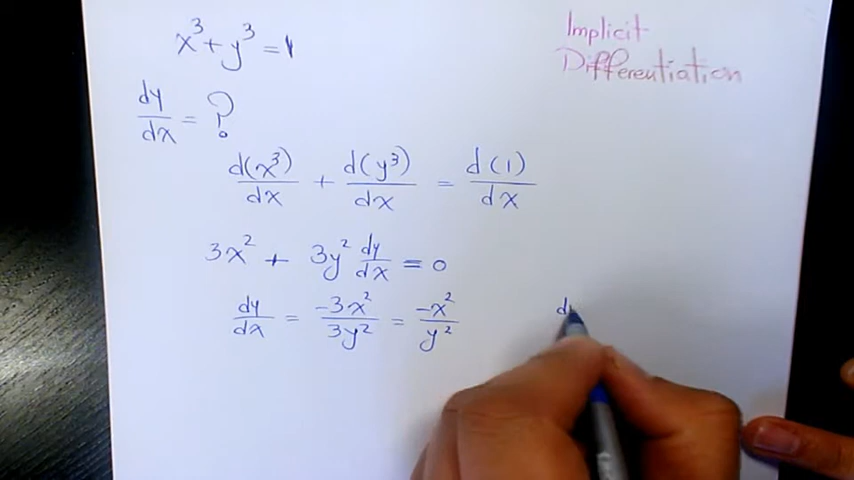 x³ + y³ = 1
Implicit
Differentiation
dy/dx = ?
d(x³)/dx + d(y³)/dx = d(1)/dx
3x² + 3y² dy/dx = 0
dy/dx = -3x²/3y² = -x²/y²